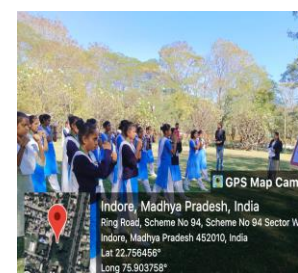 GPS Map Cam
Indore, Madhya Pradesh, India
Ring Road, Scheme No 94, Scheme No 94 Sector W
Indore, Madhya Pradesh 452010, India
Lat 22.756456°
Long 75.903758°